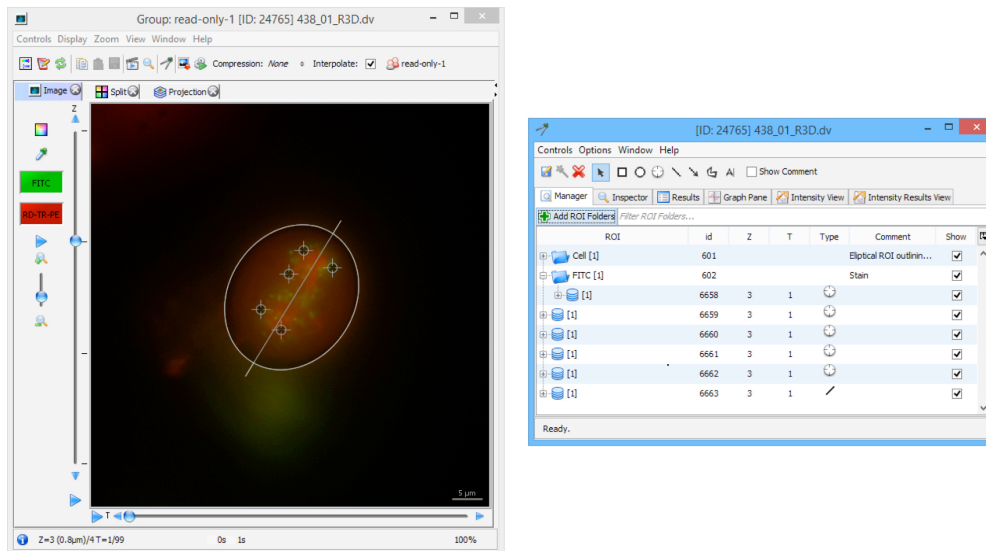 Group: read-only-1 [ID: 24765] 438_01_R3D.dv
Controls Display Zoom View Window Help
Compression: None Interpolate: read-only-1
Image Split Projection
Z
FITC
RD-TR-PE
5 µm
T
Z=3 (0.8µm)/4 T=1/99 0s 1s 100%
[ID: 24765] 438_01_R3D.dv
Controls Options Window Help
A Show Comment
Manager Inspector Results Graph Pane Intensity View Intensity Results View
Add ROI Folders Filter ROI Folders...
ROI id Z T Type Comment Show
Cell [1] 601 Eliptical ROI outlinin...
FITC [1] 602 Stain
[1] 6658 3 1
[1] 6659 3 1
[1] 6660 3 1
[1] 6661 3 1
[1] 6662 3 1
[1] 6663 3 1
Ready.